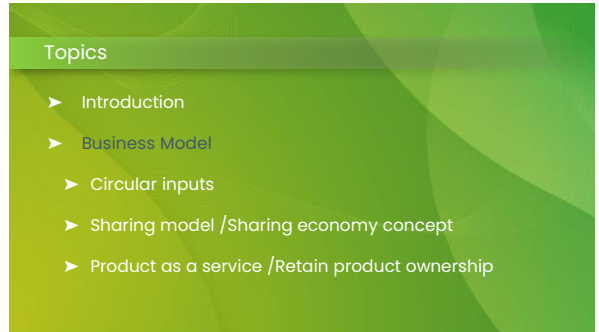 Topics
➤ Introduction
➤ Business Model
➤ Circular inputs
➤ Sharing model /Sharing economy concept
➤ Product as a service /Retain product ownership